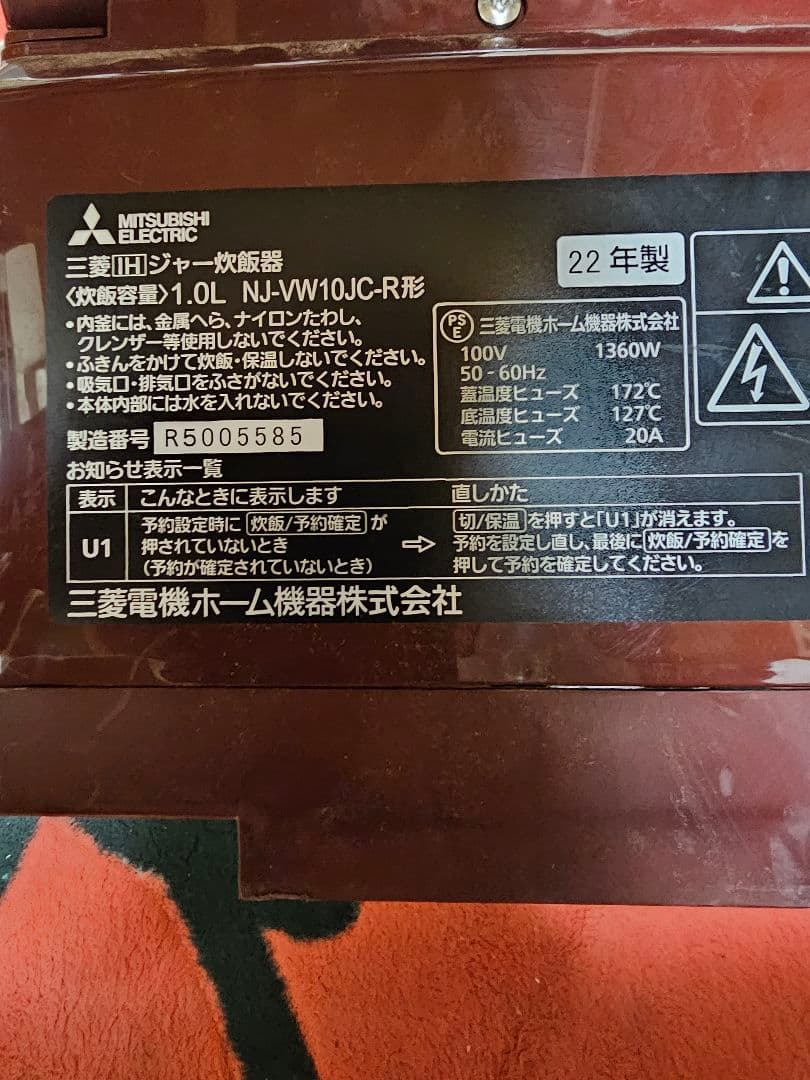 MITSUBISHI
ELECTRIC
三菱IHジャー炊飯器
〈炊飯容量〉1.0L NJ-VW10JC-R形
22年製
・内釜には、金属へら、ナイロンたわし、
クレンザー等使用しないでください。
・ふきんをかけて炊飯・保温しないでください。
・吸気口・排気口をふさがないでください。
・本体内部には水を入れないでください。
製造番号 R5005585
PSE 三菱電機ホーム機器株式会社
100V 1360W
50-60Hz
蓋温度ヒューズ 172℃
底温度ヒューズ 127℃
電流ヒューズ 20A
お知らせ表示一覧
表示 こんなときに表示します 直しかた
U1
予約設定時に 炊飯/予約確定 が
押されていないとき
(予約が確定されていないとき)
⇨
切/保温 を押すと「U1」が消えます。
予約を設定し直し、最後に 炊飯/予約確定 を
押して予約を確定してください。
三菱電機ホーム機器株式会社